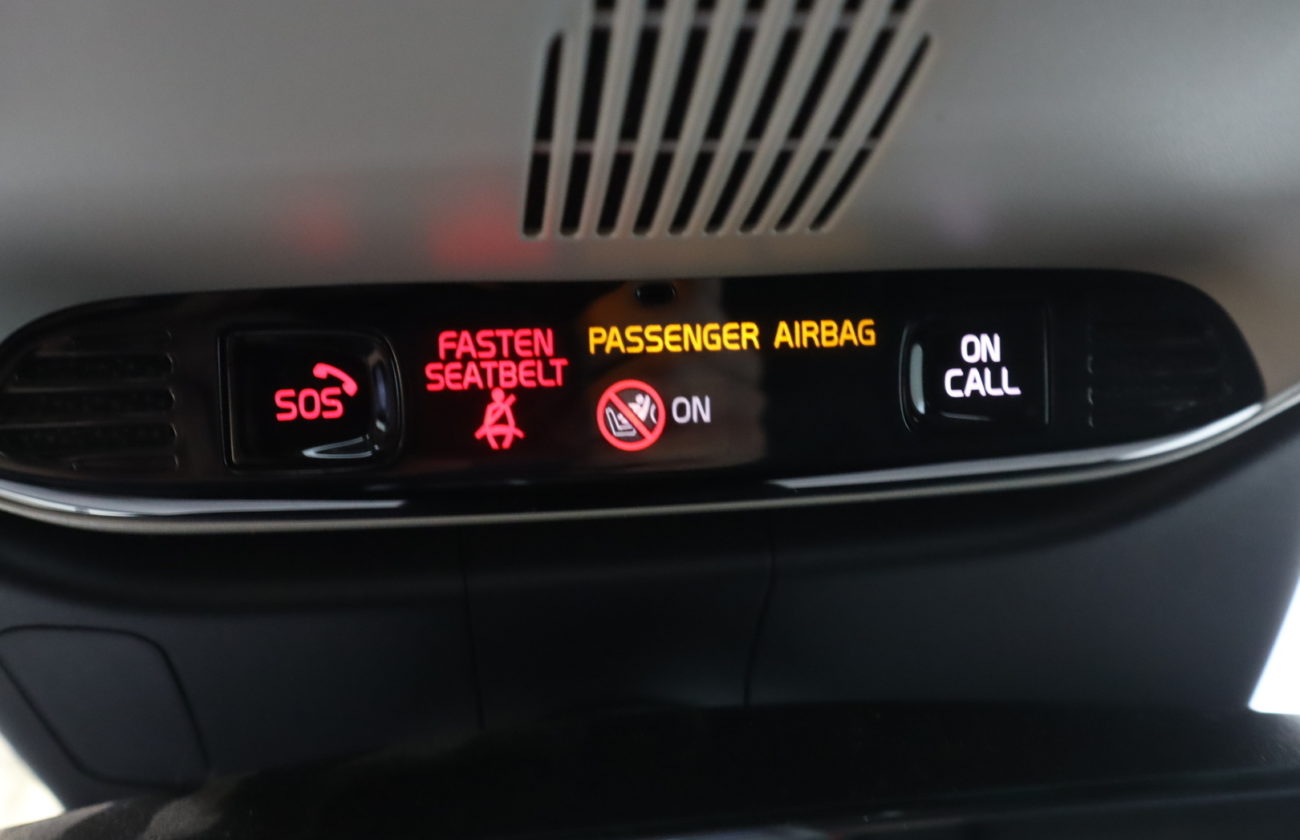 SOS
FASTEN
SEATBELT
PASSENGER AIRBAG
ON
ON
CALL